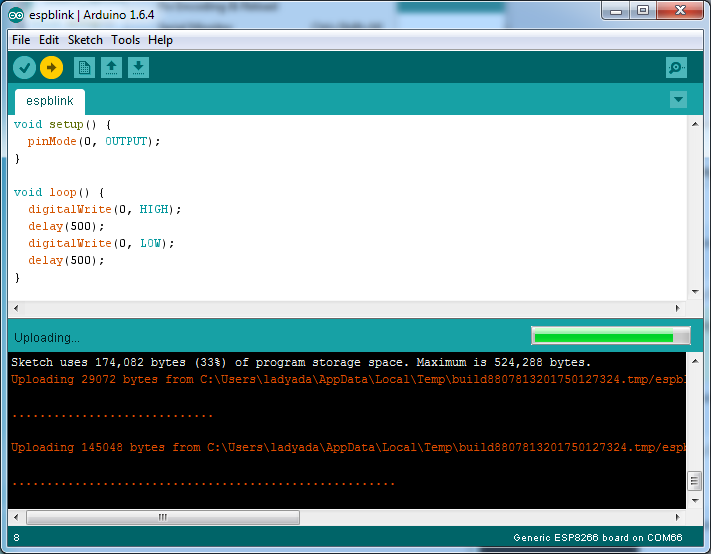 espblink | Arduino 1.6.4
File Edit Sketch Tools Help
espblink
void setup() {
  pinMode(0, OUTPUT);
}
void loop() {
  digitalWrite(0, HIGH);
  delay(500);
  digitalWrite(0, LOW);
  delay(500);
}
Uploading...
Sketch uses 174,082 bytes (33%) of program storage space. Maximum is 524,288 bytes.
Uploading 29072 bytes from C:\Users\ladyada\AppData\Local\Temp\build8807813201750127324.tmp/espb
.............................
Uploading 145048 bytes from C:\Users\ladyada\AppData\Local\Temp\build8807813201750127324.tmp/esp
.......................................................
8
Generic ESP8266 board on COM66